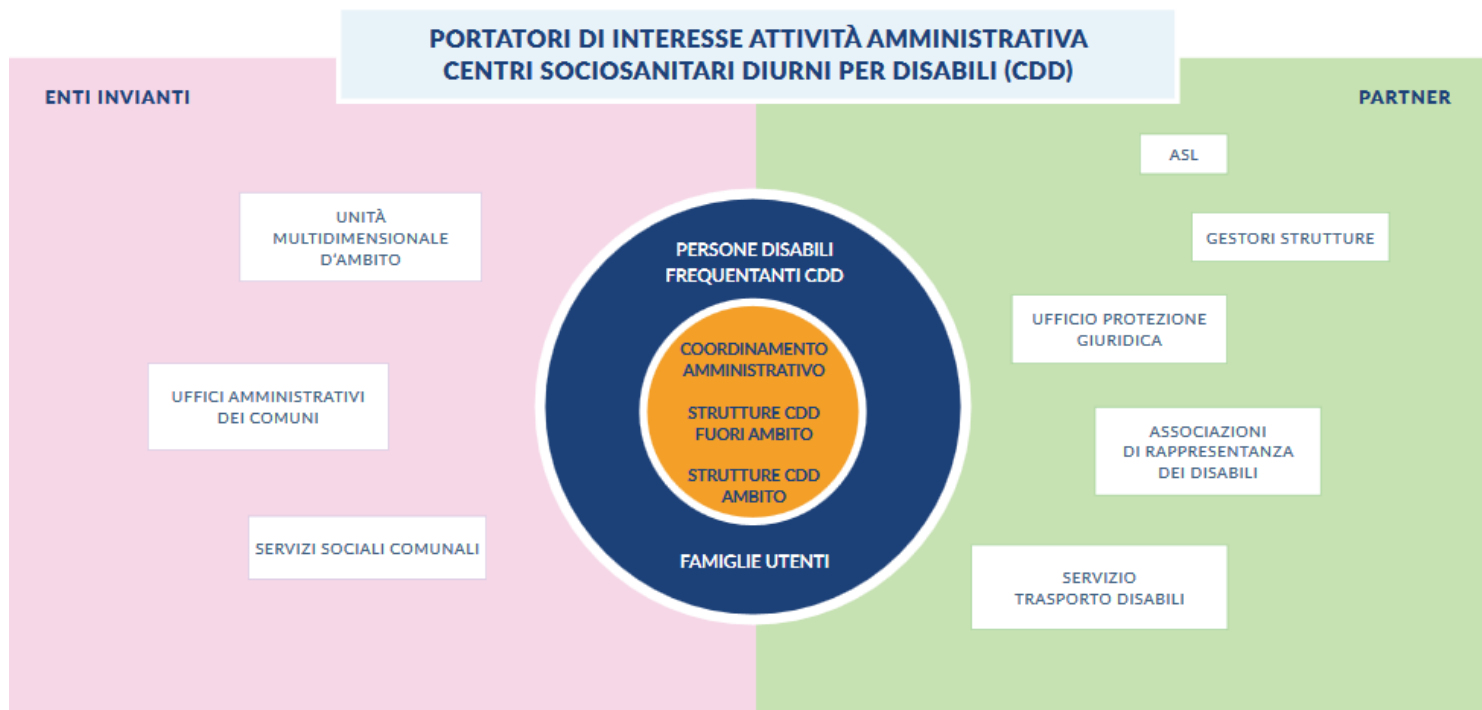 PORTATORI DI INTERESSE ATTIVITÀ AMMINISTRATIVA
CENTRI SOCIOSANITARI DIURNI PER DISABILI (CDD)
ENTI INVIANTI
UNITÀ
MULTIDIMENSIONALE
D'AMBITO
UFFICI AMMINISTRATIVI
DEI COMUNI
SERVIZI SOCIALI COMUNALI
PERSONE DISABILI
FREQUENTANTI CDD
COORDINAMENTO
AMMINISTRATIVO
STRUTTURE CDD
FUORI AMBITO
STRUTTURE CDD
AMBITO
FAMIGLIE UTENTI
PARTNER
ASL
GESTORI STRUTTURE
UFFICIO PROTEZIONE
GIURIDICA
ASSOCIAZIONI
DI RAPPRESENTANZA
DEI DISABILI
SERVIZIO
TRASPORTO DISABILI